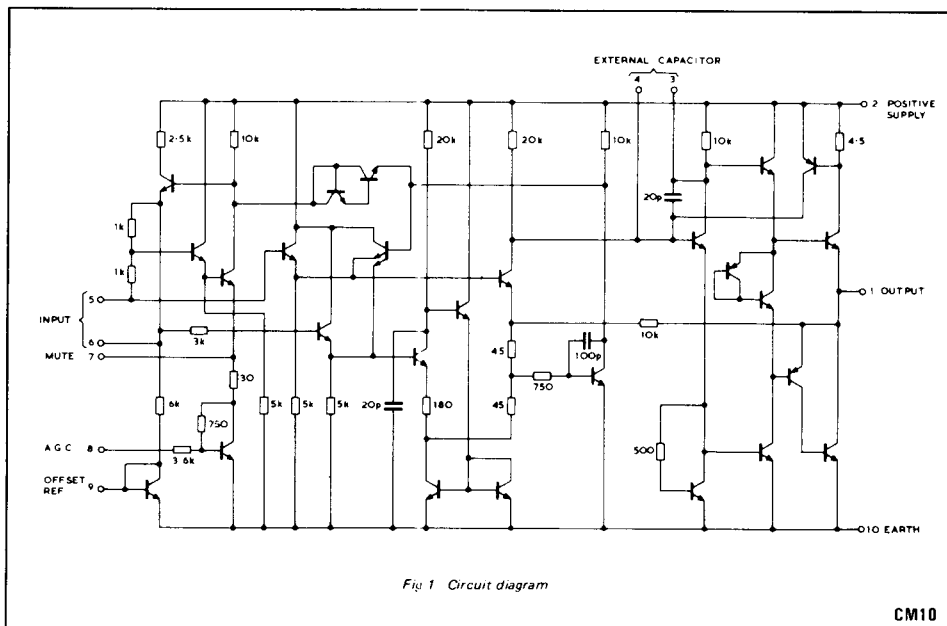 EXTERNAL CAPACITOR
4 3
2 POSITIVE SUPPLY
2·5k
10k
20k
20k
10k
10k
4·5
20p
1k
1k
5
INPUT
6
3k
MUTE 7
1 OUTPUT
10k
45
100p
750
30
6k
750
5k
5k
5k
20p
180
45
500
AGC 8
3·6k
OFFSET REF 9
10 EARTH
Fig 1 Circuit diagram
CM10